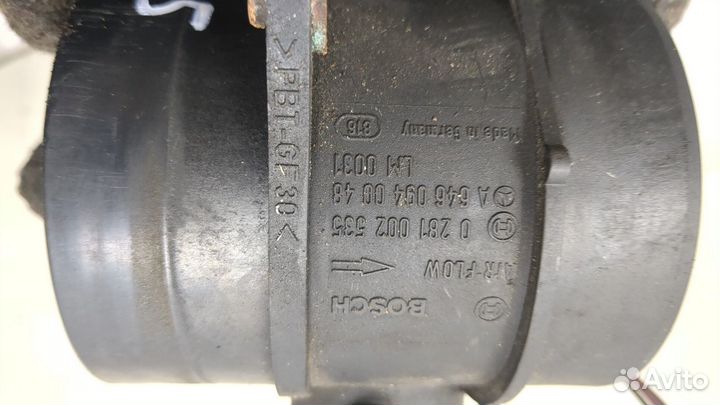 BOSCH
AIR-FLOW
0 281 002 535
A 646 094 00 48
LM 0031
816
Made in Germany
>PBT-GF30<
Avito